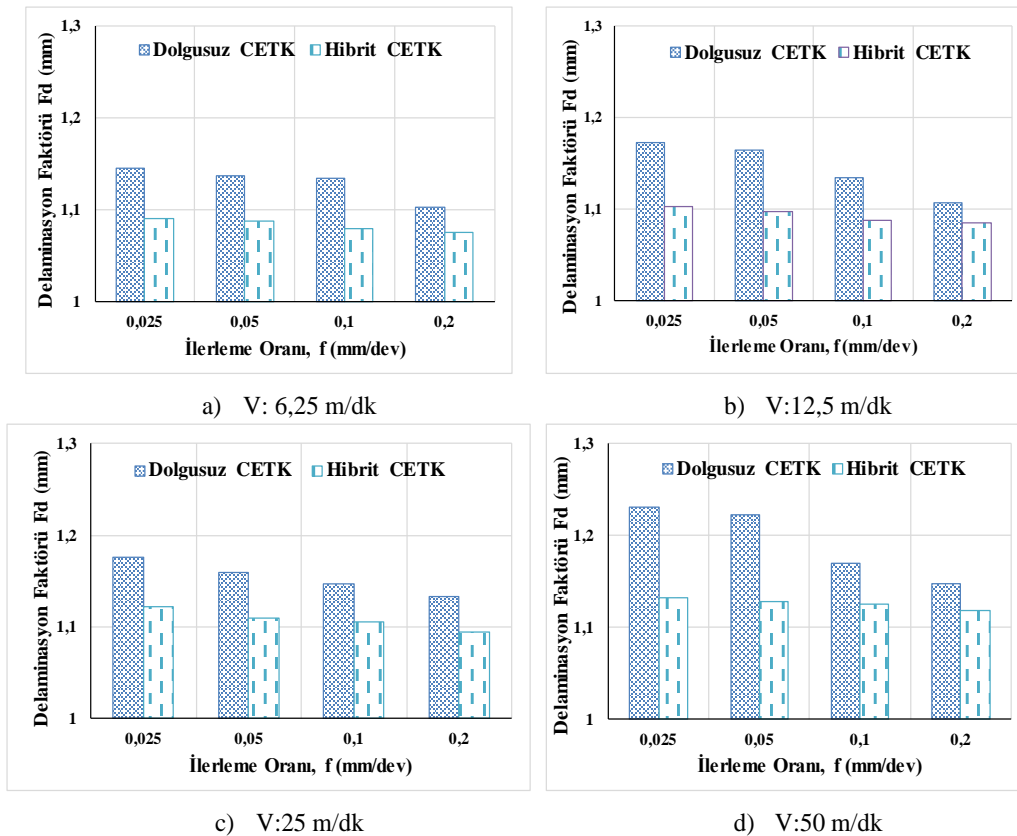 Delaminasyon Faktörü Fd (mm)
1,3
1,2
1,1
1
Dolgusuz CETK
Hibrit CETK
0,025
0,05
0,1
0,2
İlerleme Oranı, f (mm/dev)
a) V: 6,25 m/dk
Delaminasyon Faktörü Fd (mm)
1,3
1,2
1,1
1
Dolgusuz CETK
Hibrit CETK
0,025
0,05
0,1
0,2
İlerleme Oranı, f (mm/dev)
b) V:12,5 m/dk
Delaminasyon Faktörü Fd (mm)
1,3
1,2
1,1
1
Dolgusuz CETK
Hibrit CETK
0,025
0,05
0,1
0,2
İlerleme Oranı, f (mm/dev)
c) V:25 m/dk
Delaminasyon Faktörü Fd (mm)
1,3
1,2
1,1
1
Dolgusuz CETK
Hibrit CETK
0,025
0,05
0,1
0,2
İlerleme Oranı, f (mm/dev)
d) V:50 m/dk